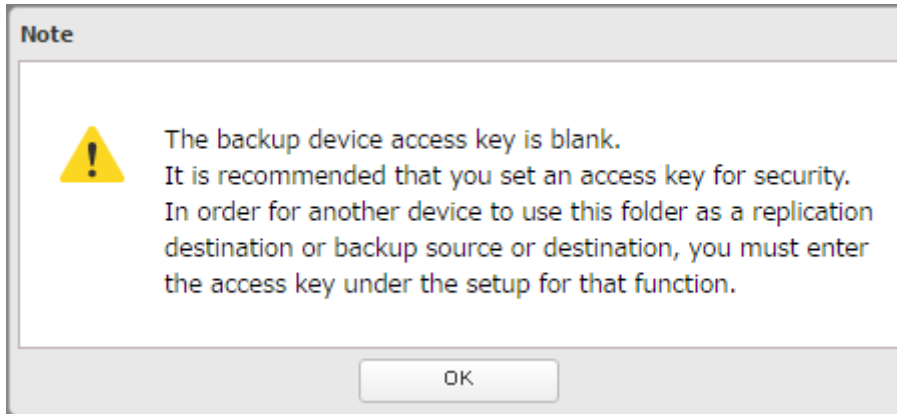 Note
The backup device access key is blank.
It is recommended that you set an access key for security.
In order for another device to use this folder as a replication
destination or backup source or destination, you must enter
the access key under the setup for that function.
OK